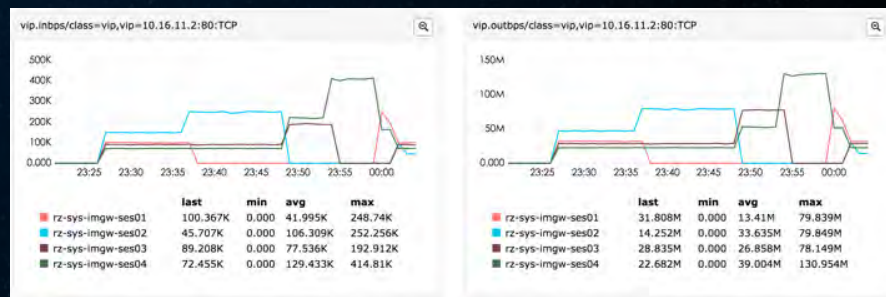 vip.inbps/class=vip,vip=10.16.11.2:80:TCP
500K
400K
300K
200K
100K
0.000
23:25 23:30 23:35 23:40 23:45 23:50 23:55 00:00
last min avg max
rz-sys-imgw-ses01 100.367K 0.000 41.995K 248.74K
rz-sys-imgw-ses02 45.707K 0.000 106.309K 252.256K
rz-sys-imgw-ses03 89.208K 0.000 77.536K 192.912K
rz-sys-imgw-ses04 72.455K 0.000 129.433K 414.81K
vip.outbps/class=vip,vip=10.16.11.2:80:TCP
150M
100M
50M
0.000
23:25 23:30 23:35 23:40 23:45 23:50 23:55 00:00
last min avg max
rz-sys-imgw-ses01 31.808M 0.000 13.41M 79.839M
rz-sys-imgw-ses02 14.252M 0.000 33.635M 79.849M
rz-sys-imgw-ses03 28.835M 0.000 26.858M 78.149M
rz-sys-imgw-ses04 22.682M 0.000 39.004M 130.954M